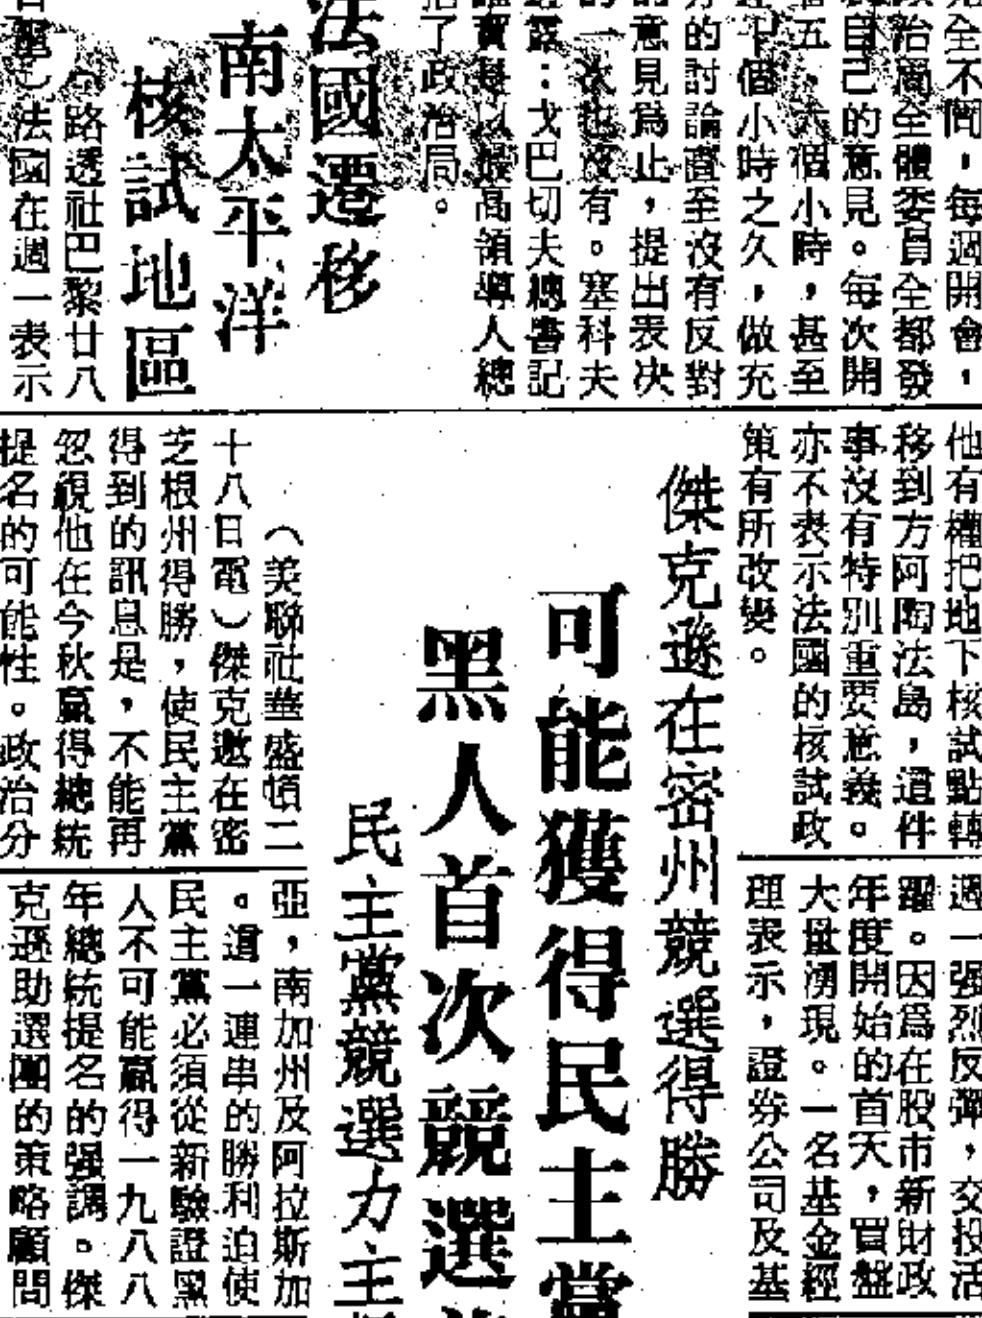 完全不同，每週開會，
政治局全體委員全都發
表自己的意見。每次開
個五、六個小時，甚至
十個小時之久，做充
分的討論直至沒有反對
的意見為止，提出表決
的一次也沒有。塞科夫
透露：戈巴切夫總書記
確實是以最高領導人總
括了政治局。
法國遷移
南太平洋
核試地區
（路透社巴黎廿八
日電）法國在週一表示
他有權把地下核試點轉
移到方阿陶法島，這件
事沒有特別重要意義。
亦不表示法國的核試政
策有所改變。
傑克遜在密州競選得勝
可能獲得民主黨
黑人首次競選
民主黨競選力主
（美聯社華盛頓二
十八日電）傑克遜在密
芝根州得勝，使民主黨
得到的訊息是，不能再
忽視他在今秋贏得總統
提名的可能性。政治分
週一强烈反彈，交投活
躍。因為在股市新財政
年度開始的首天，買盤
大量湧現。一名基金經
理表示，證券公司及基
亞，南加州及阿拉斯加
。這一連串的勝利迫使
民主黨必須從新驗證黑
人不可能贏得一九八八
年總統提名的强調。傑
克遜助選團的策略顧問